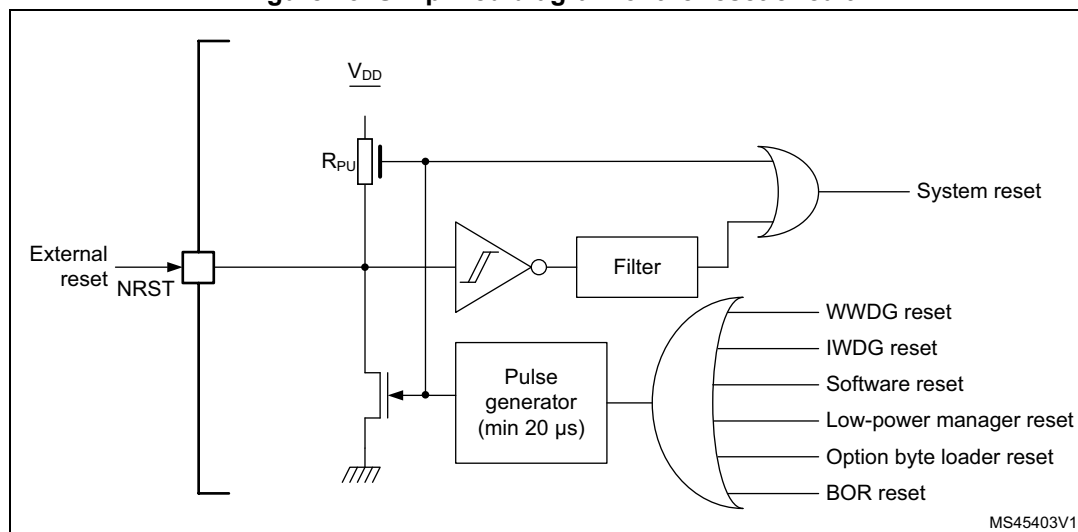 V_DD
R_PU
System reset
External
reset
NRST
Filter
WWDG reset
IWDG reset
Software reset
Low-power manager reset
Option byte loader reset
BOR reset
Pulse
generator
(min 20 µs)
MS45403V1